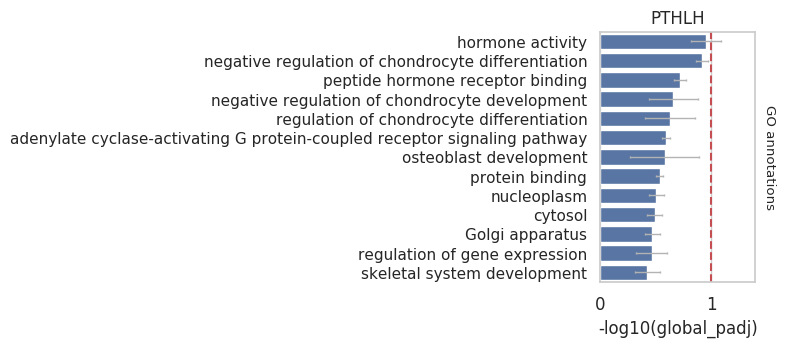 PTHLH
hormone activity
negative regulation of chondrocyte differentiation
peptide hormone receptor binding
negative regulation of chondrocyte development
regulation of chondrocyte differentiation
adenylate cyclase-activating G protein-coupled receptor signaling pathway
osteoblast development
protein binding
nucleoplasm
cytosol
Golgi apparatus
regulation of gene expression
skeletal system development
GO annotations
0 1
-log10(global_padj)